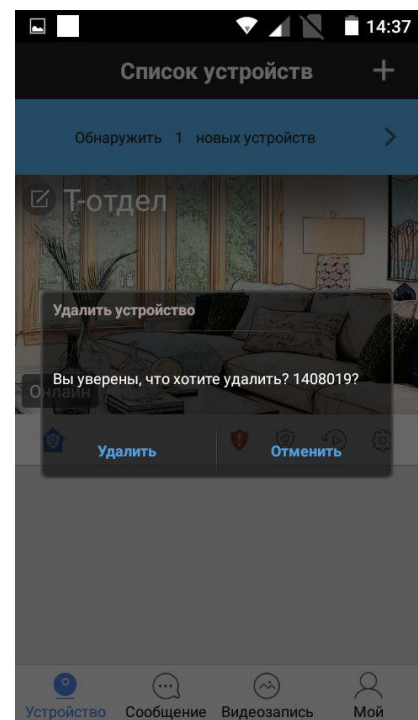 14:37
Список устройств
Обнаружить 1 новых устройств
Т-отдел
Удалить устройство
Вы уверены, что хотите удалить? 1408019?
Онлайн
Удалить Отменить
Устройство Сообщение Видеозапись Мой